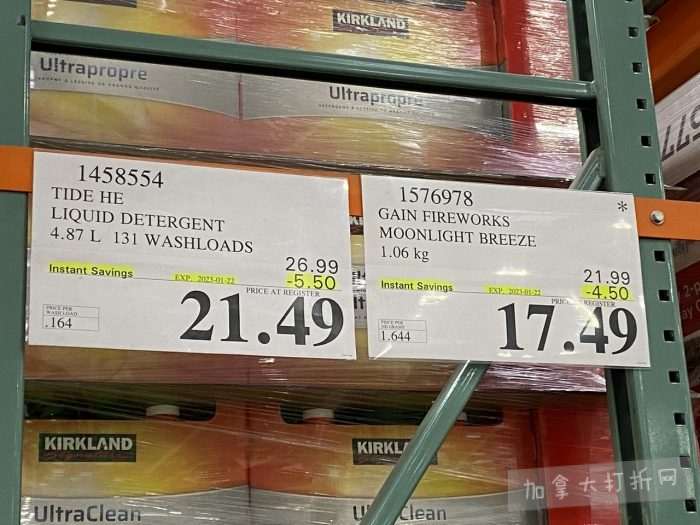 KIRKLAND
Ultrapropre
Ultrapropre
1458554
TIDE HE
LIQUID DETERGENT
4.87 L 131 WASHLOADS
26.99
Instant Savings
EXP. 2023-01-22
-5.50
PRICE AT REGISTER
PRICE PER
WASH LOAD
.164
21.49
1576978
*
GAIN FIREWORKS
MOONLIGHT BREEZE
1.06 kg
21.99
Instant Savings
EXP. 2023-01-22
-4.50
PRICE AT REGISTER
PRICE PER
1.644
17.49
KIRKLAND
UltraClean
KIRKLAND
UltraClean
加拿大打折网